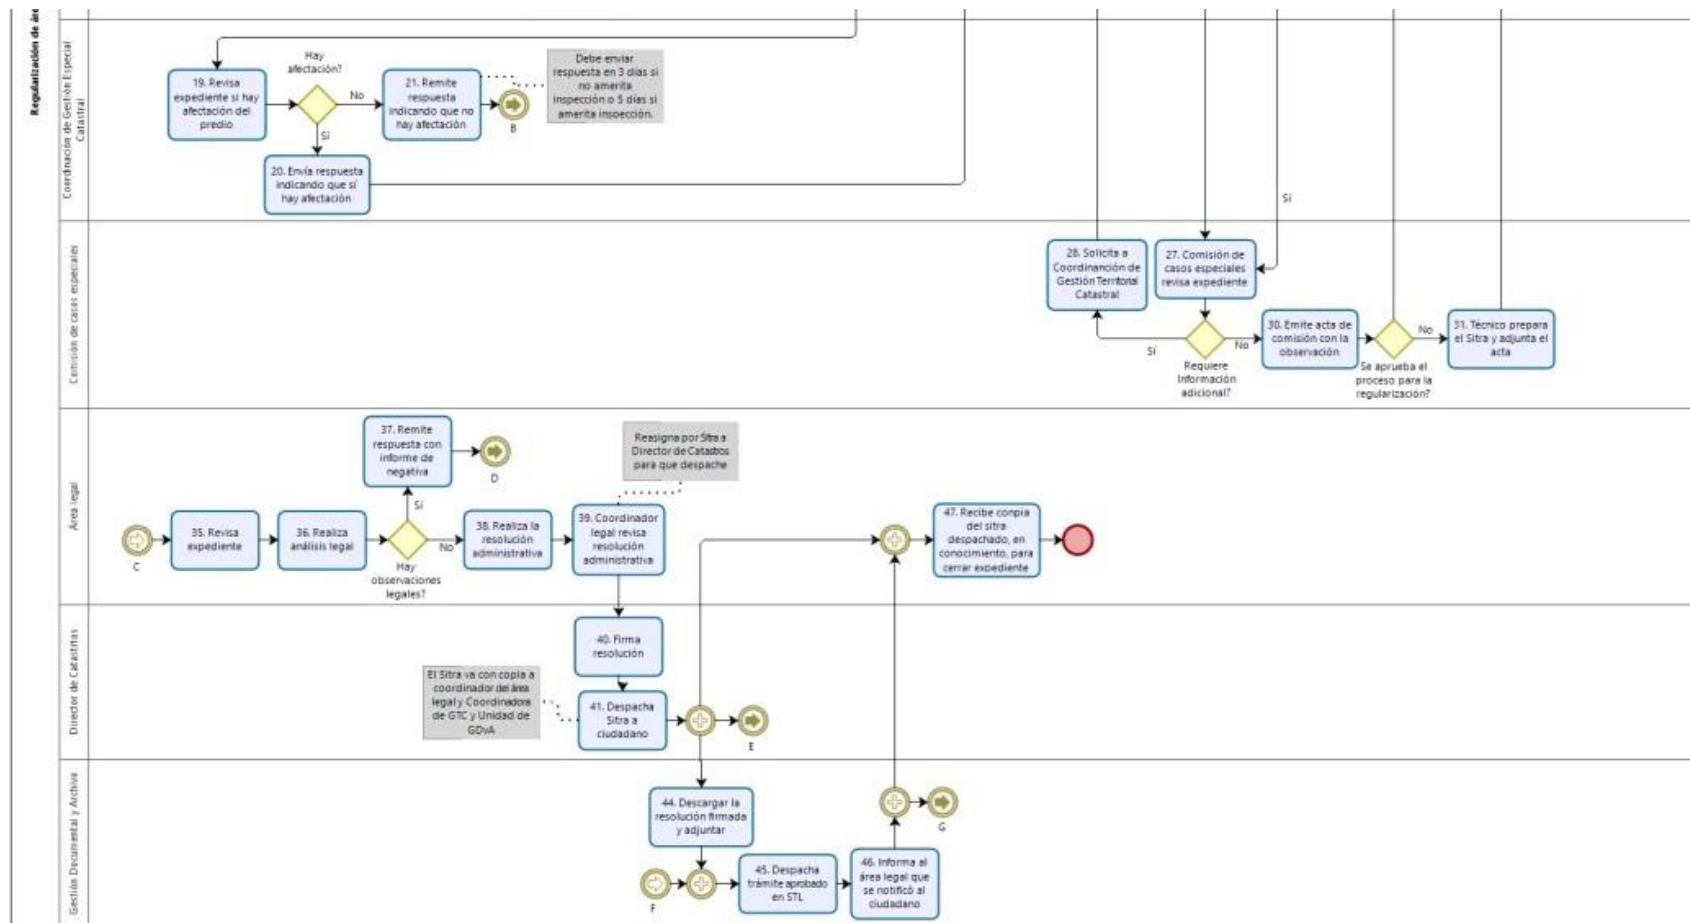 Regularización de áre
Coordinación de Gestión Especial
Catastral
Hay
afectación?
19. Revisa
expediente si hay
afectación del
predio
No
Sí
21. Remite
respuesta
indicando que no
hay afectación
B
Debe enviar
respuesta en 3 días si
no amerita
inspección o 5 días si
amerita insoección.
20. Envía respuesta
indicando que sí
hay afectación
Sí
Comisión de casos especiales
28. Solicita a
Coordinanción de
Gestión Territorial
Catastral
27. Comisión de
casos especiales
revisa expediente
Sí
No
Requiere
Información
adicional?
30. Emite acta de
comisión con la
observación
Se aprueba el
proceso para la
regularización?
No
31. Técnico prepara
el Sitra y adjunta el
acta
Área legal
37. Remite
respuesta con
informe de
negativa
D
Reasigna por Sitra a
Director de Catastros
para que despache
C
35. Revisa
expediente
36. Realiza
análisis legal
Sí
No
Hay
observaciones
legales?
38. Realiza la
resolución
administrativa
39. Coordinador
legal revisa
resolución
administrativa
47. Recibe conpia
del sitra
despachado, en
conocimiento, para
cerrar expediente
Director de Catastrtas
40. Firma
resolución
El Sitra va con copia a
coordinador del área
legal y Coordinadora
de GTC y Unidad de
GDyA
41. Despacha
Sitra a
ciudadano
E
Gestión Documental y Archivo
44. Descargar la
resolución firmada
y adjuntar
G
F
45. Despacha
trámite aprobado
en STL
46. Informa al
área legal que
se notificó al
ciudadano